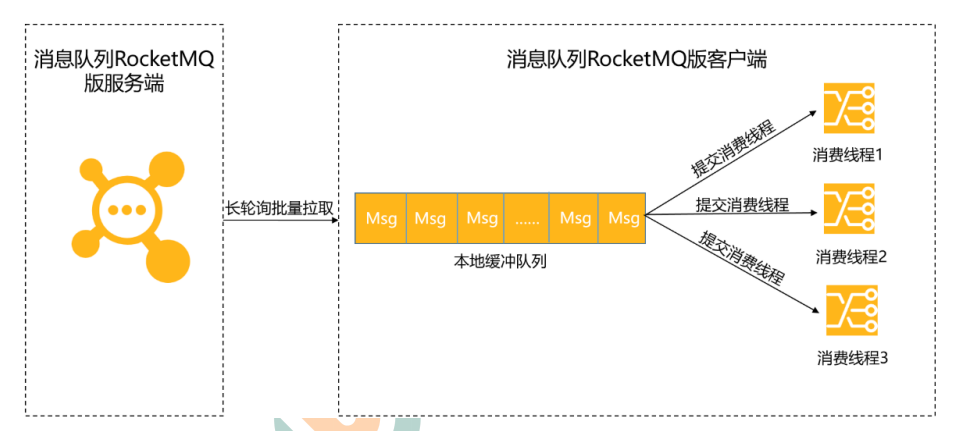 消息队列RocketMQ
版服务端
消息队列RocketMQ版客户端
长轮询批量拉取
Msg Msg Msg ...... Msg Msg
本地缓冲队列
提交消费线程
消费线程1
提交消费线程
消费线程2
提交消费线程
消费线程3